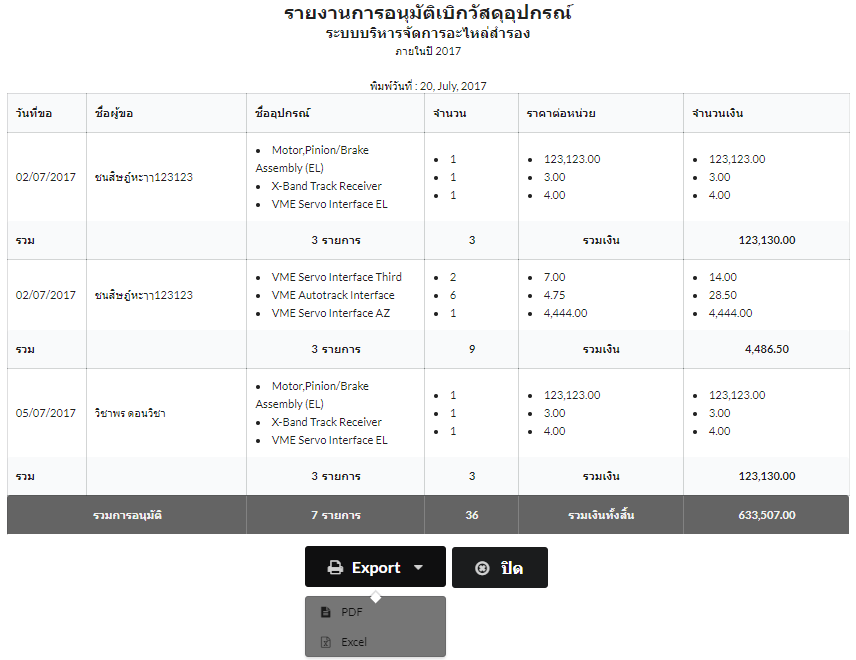 รายงานการอนุมัติเบิกวัสดุอุปกรณ์
ระบบบริหารจัดการอะไหล่สำรอง
ภายในปี 2017
พิมพ์วันที่ : 20, July, 2017
วันที่ขอ ชื่อผู้ขอ ชื่ออุปกรณ์ จำนวน ราคาต่อหน่วย จำนวนเงิน
02/07/2017 ชนสิษฎ์หะาๅ123123
• Motor,Pinion/Brake
Assembly (EL)
• X-Band Track Receiver
• VME Servo Interface EL
• 1
• 1
• 1
• 123,123.00
• 3.00
• 4.00
• 123,123.00
• 3.00
• 4.00
รวม 3 รายการ 3 รวมเงิน 123,130.00
02/07/2017 ชนสิษฎ์หะาๅ123123
• VME Servo Interface Third
• VME Autotrack Interface
• VME Servo Interface AZ
• 2
• 6
• 1
• 7.00
• 4.75
• 4,444.00
• 14.00
• 28.50
• 4,444.00
รวม 3 รายการ 9 รวมเงิน 4,486.50
05/07/2017 วิชาพร ดอนวิชา
• Motor,Pinion/Brake
Assembly (EL)
• X-Band Track Receiver
• VME Servo Interface EL
• 1
• 1
• 1
• 123,123.00
• 3.00
• 4.00
• 123,123.00
• 3.00
• 4.00
รวม 3 รายการ 3 รวมเงิน 123,130.00
รวมการอนุมัติ 7 รายการ 36 รวมเงินทั้งสิ้น 633,507.00
Export ปิด
PDF
Excel